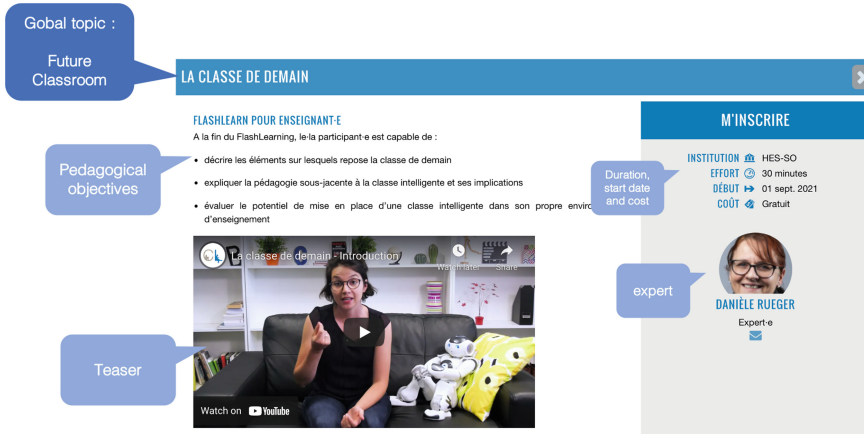 Gobal topic :
Future
Classroom
LA CLASSE DE DEMAIN
FLASHLEARN POUR ENSEIGNANT·E
A la fin du FlashLearning, le·la participant·e est capable de :
• décrire les éléments sur lesquels repose la classe de demain
• expliquer la pédagogie sous-jacente à la classe intelligente et ses implications
• évaluer le potentiel de mise en place d'une classe intelligente dans son propre
d'enseignement
Pedagogical
objectives
La classe de demain - Introduction
Watch later
Share
Watch on YouTube
Teaser
M'INSCRIRE
INSTITUTION HES-SO
EFFORT 30 minutes
DÉBUT 01 sept. 2021
COÛT Gratuit
Duration,
start date
and cost
expert
DANIÈLE RUEGER
Expert·e